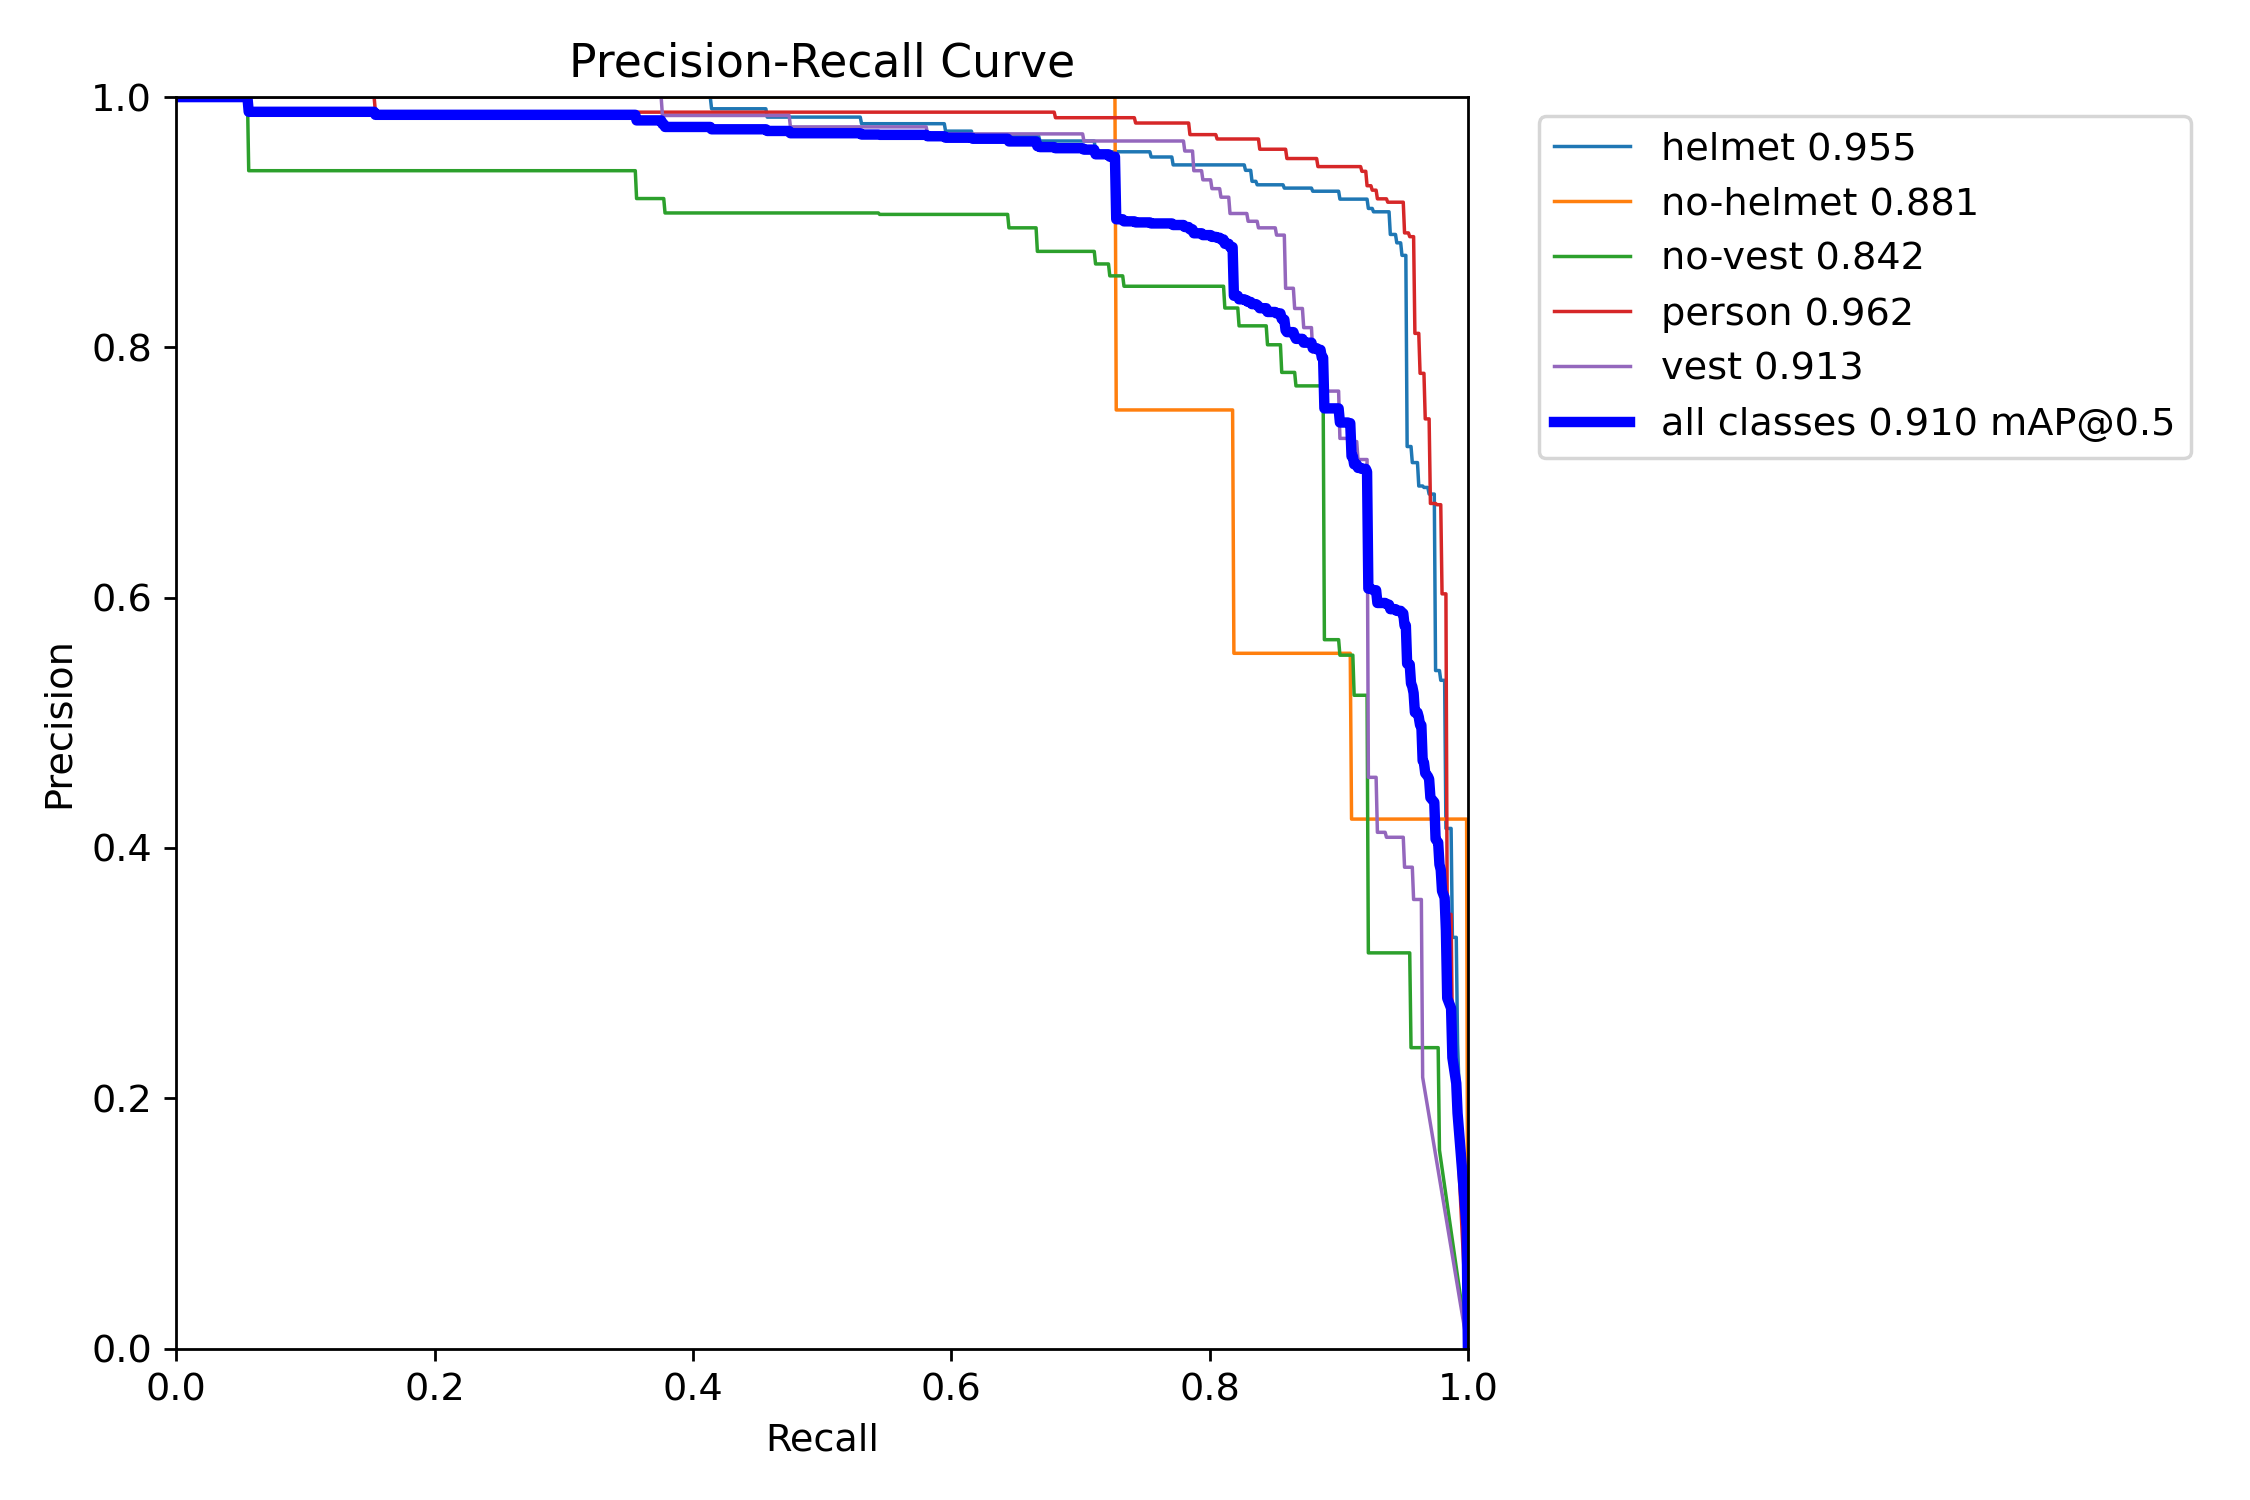 Precision-Recall Curve
1.0
0.8
0.6
0.4
0.2
0.0
Precision
0.0 0.2 0.4 0.6 0.8 1.0
Recall
helmet 0.955
no-helmet 0.881
no-vest 0.842
person 0.962
vest 0.913
all classes 0.910 mAP@0.5